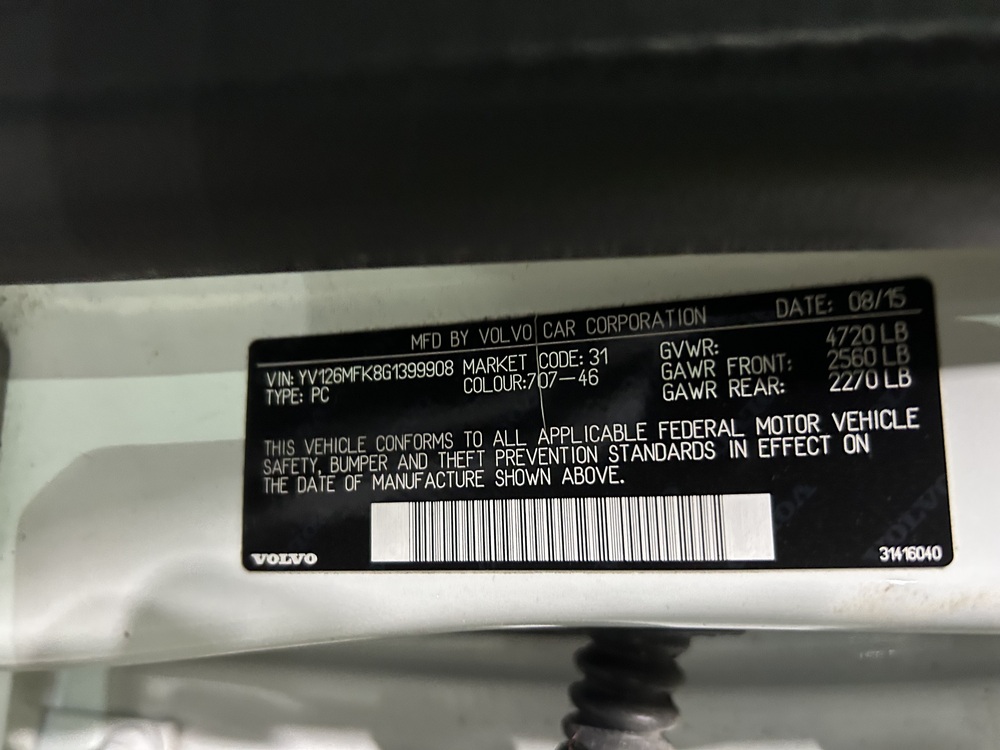 MFD BY VOLVO CAR CORPORATION DATE: 08/15
VIN: YV126MFK8G1399908 MARKET CODE: 31 GVWR: 4720 LB
TYPE: PC COLOUR:707-46 GAWR FRONT: 2560 LB
GAWR REAR: 2270 LB
THIS VEHICLE CONFORMS TO ALL APPLICABLE FEDERAL MOTOR VEHICLE
SAFETY, BUMPER AND THEFT PREVENTION STANDARDS IN EFFECT ON
THE DATE OF MANUFACTURE SHOWN ABOVE.
VOLVO 31416040